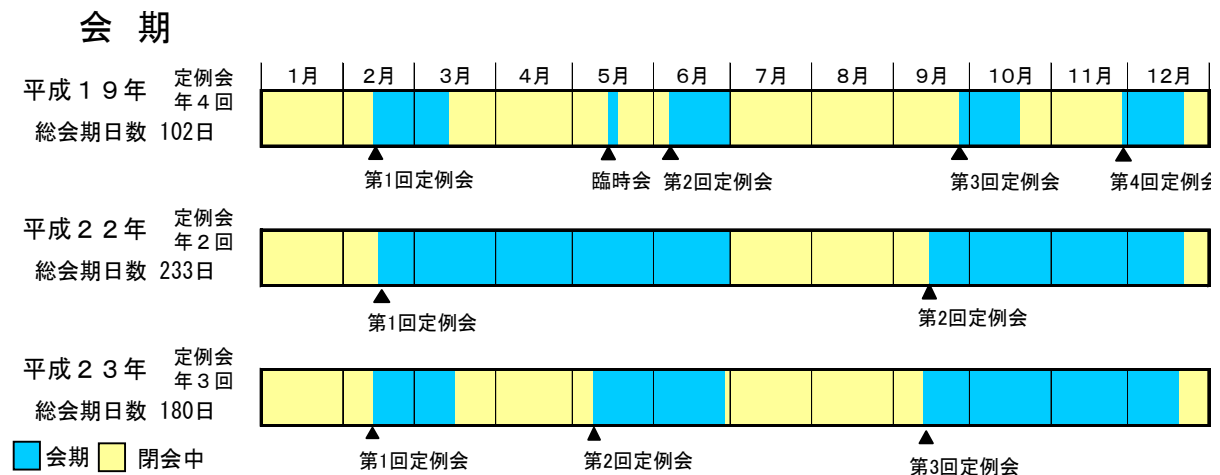 会 期
1月 2月 3月 4月 5月 6月 7月 8月 9月 10月 11月 12月
平成19年 定例会 年4回
総会期日数 102日
第1回定例会 臨時会 第2回定例会 第3回定例会 第4回定例会
平成22年 定例会 年2回
総会期日数 233日
第1回定例会 第2回定例会
平成23年 定例会 年3回
総会期日数 180日
第1回定例会 第2回定例会 第3回定例会
会期 閉会中